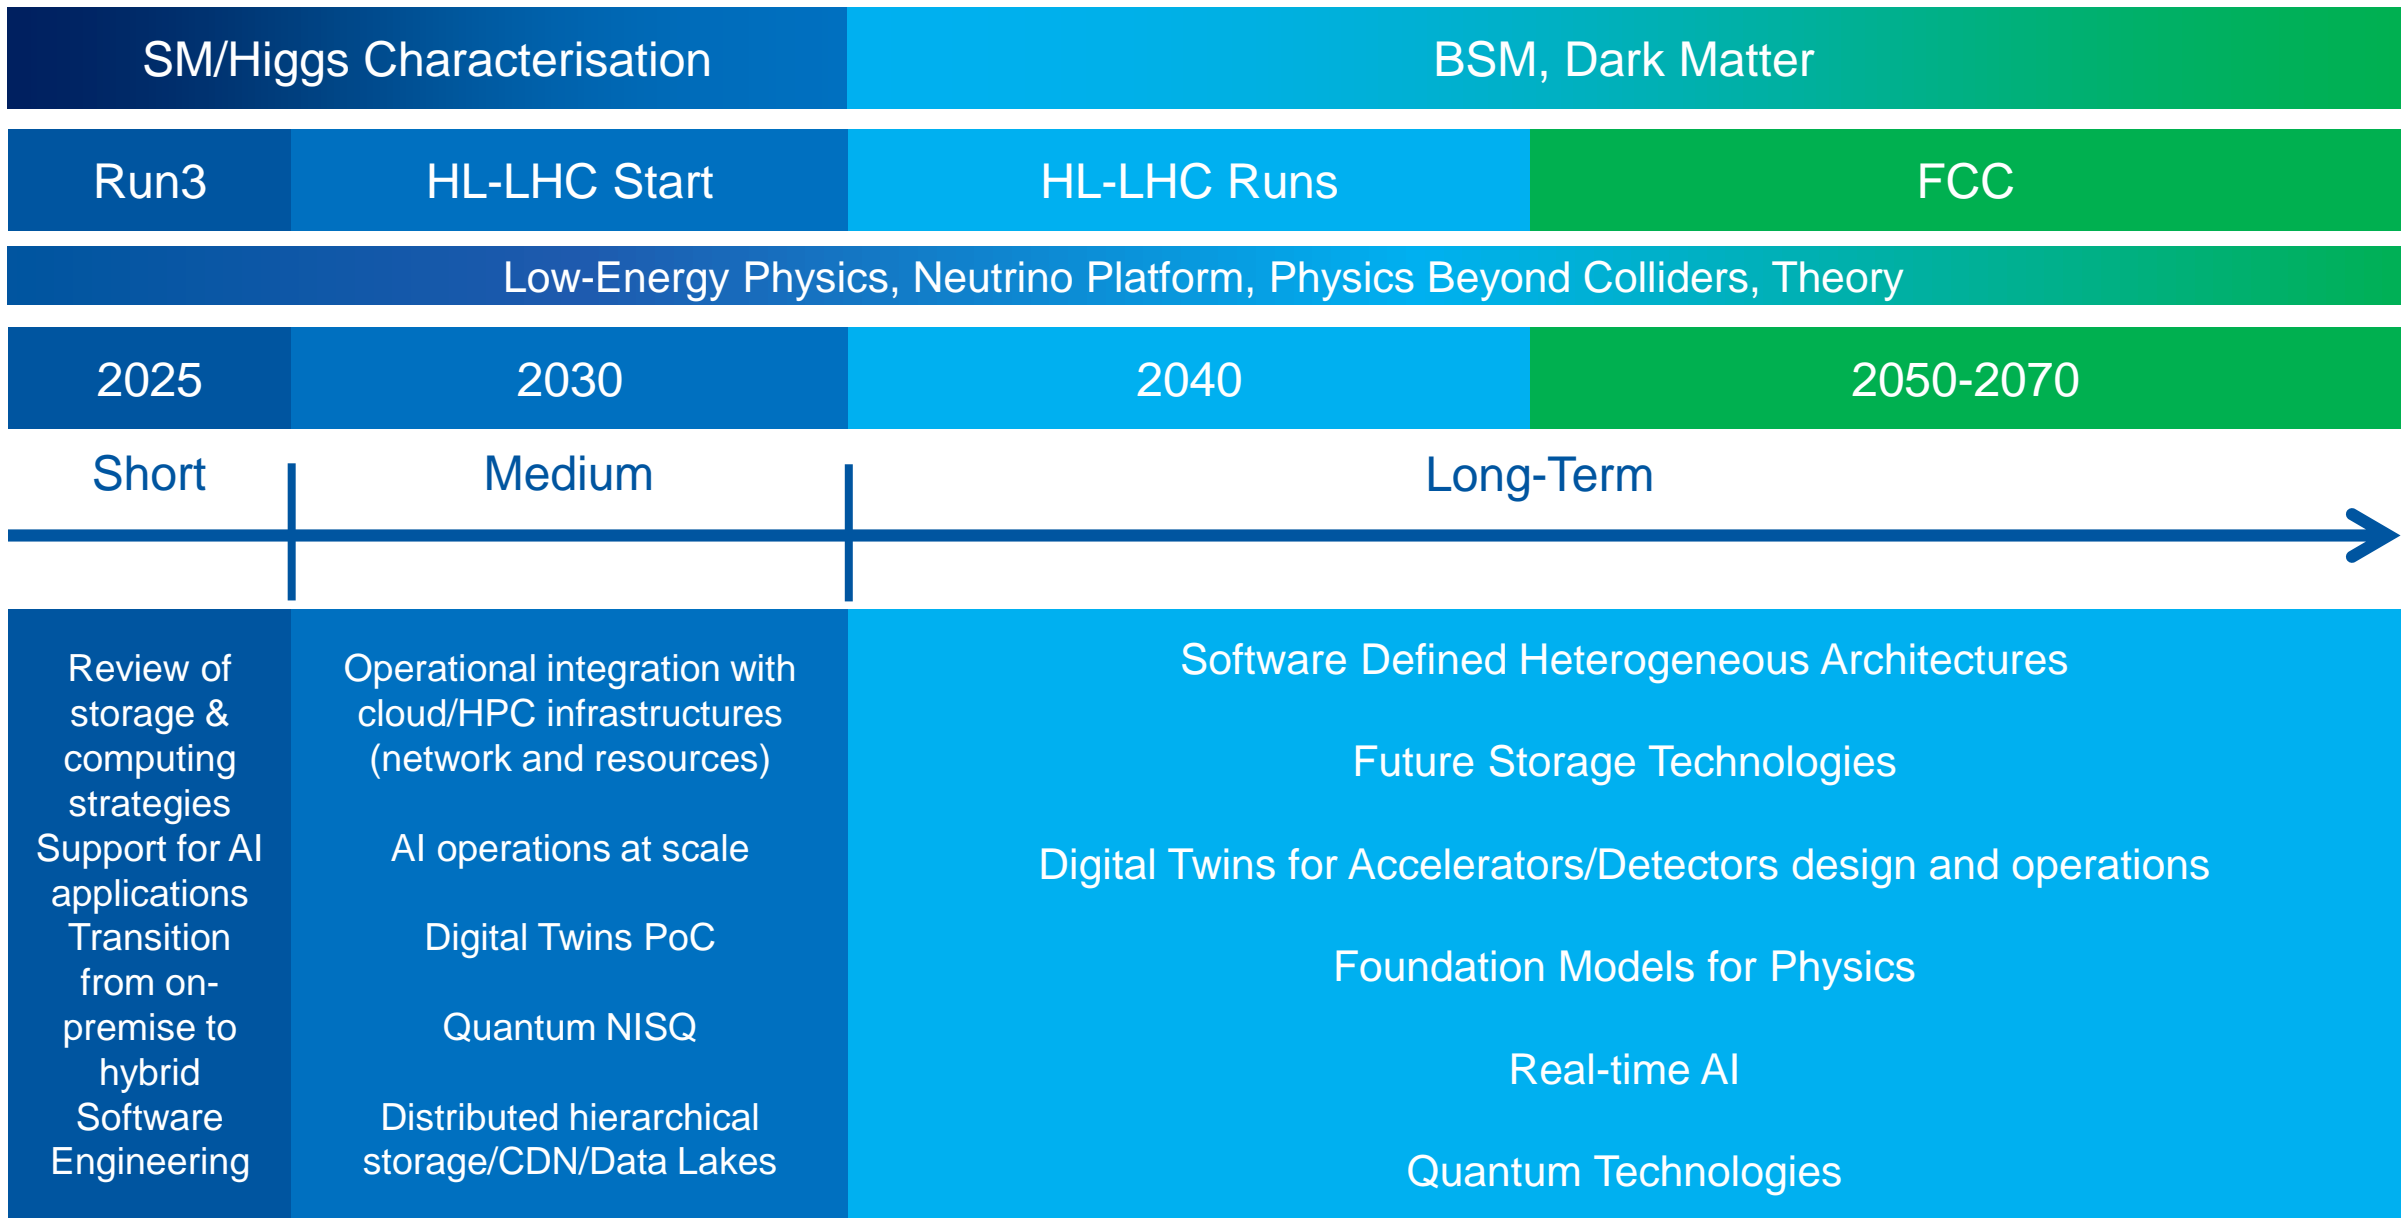 SM/Higgs Characterisation
BSM, Dark Matter
Run3
HL-LHC Start
HL-LHC Runs
FCC
Low-Energy Physics, Neutrino Platform, Physics Beyond Colliders, Theory
2025
2030
2040
2050-2070
Short
Medium
Long-Term
Review of
storage &
computing
strategies
Support for AI
applications
Transition
from on-
premise to
hybrid
Software
Engineering
Operational integration with
cloud/HPC infrastructures
(network and resources)
AI operations at scale
Digital Twins PoC
Quantum NISQ
Distributed hierarchical
storage/CDN/Data Lakes
Software Defined Heterogeneous Architectures
Future Storage Technologies
Digital Twins for Accelerators/Detectors design and operations
Foundation Models for Physics
Real-time AI
Quantum Technologies